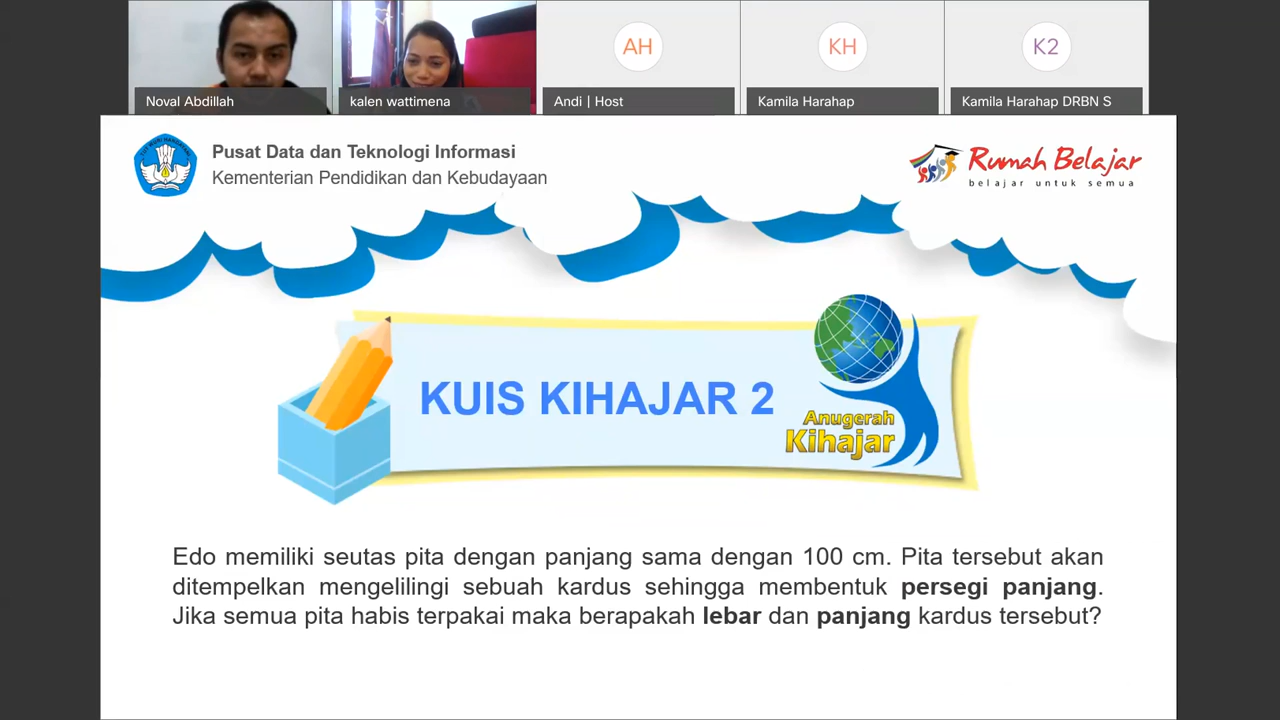 AH
KH
K2
Noval Abdillah
kalen wattimena
Andi | Host
Kamila Harahap
Kamila Harahap DRBN S
Pusat Data dan Teknologi Informasi
Kementerian Pendidikan dan Kebudayaan
Rumah Belajar
belajar untuk semua
KUIS KIHAJAR 2
Anugerah
Kihajar
Edo memiliki seutas pita dengan panjang sama dengan 100 cm. Pita tersebut akan
ditempelkan mengelilingi sebuah kardus sehingga membentuk persegi panjang.
Jika semua pita habis terpakai maka berapakah lebar dan panjang kardus tersebut?